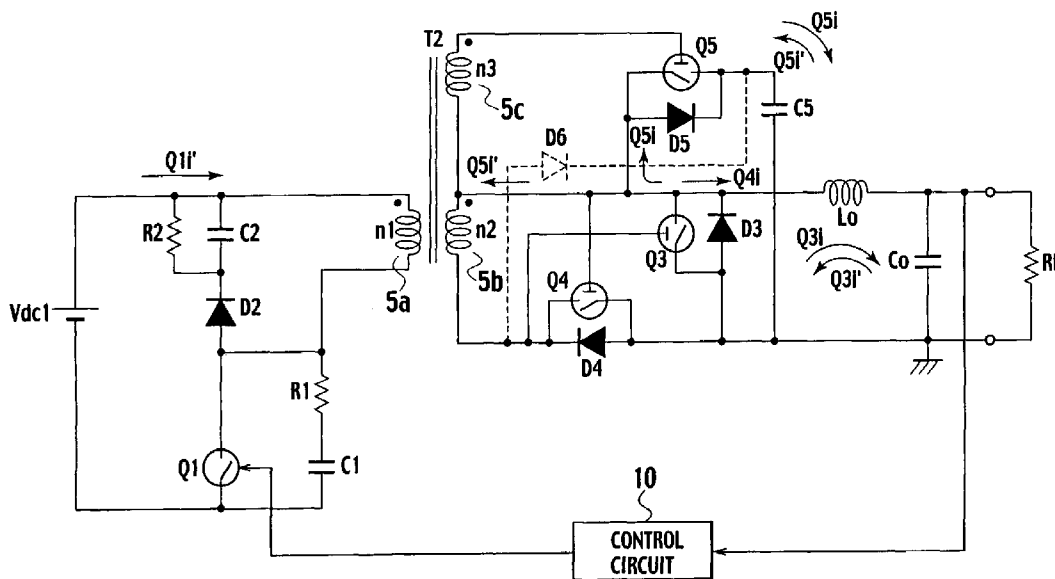 Q5i
T2
Q5
Q5i'
n3
5c
C5
D5
D6
Q5i
Q1i'
Q5i'
Q4i
R2
C2
n1
n2
Lo
Q3
D3
Q3i
Q3i'
Co
5a
5b
Vdc1
D2
Q4
D4
R1
Q1
C1
10
CONTROL
CIRCUIT